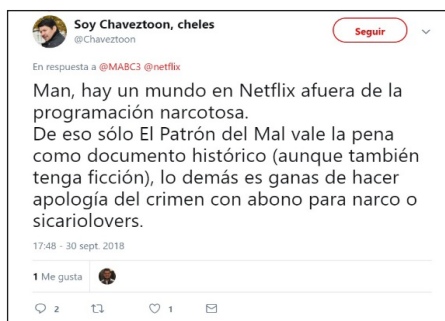 Soy Chaveztoon, cheles
@Chaveztoon
Seguir
En respuesta a @MABC3 @netflix
Man, hay un mundo en Netflix afuera de la
programación narcotosa.
De eso sólo El Patrón del Mal vale la pena
como documento histórico (aunque también
tenga ficción), lo demás es ganas de hacer
apología del crimen con abono para narco o
sicariolovers.
17:48 - 30 sept. 2018
1 Me gusta
2 1